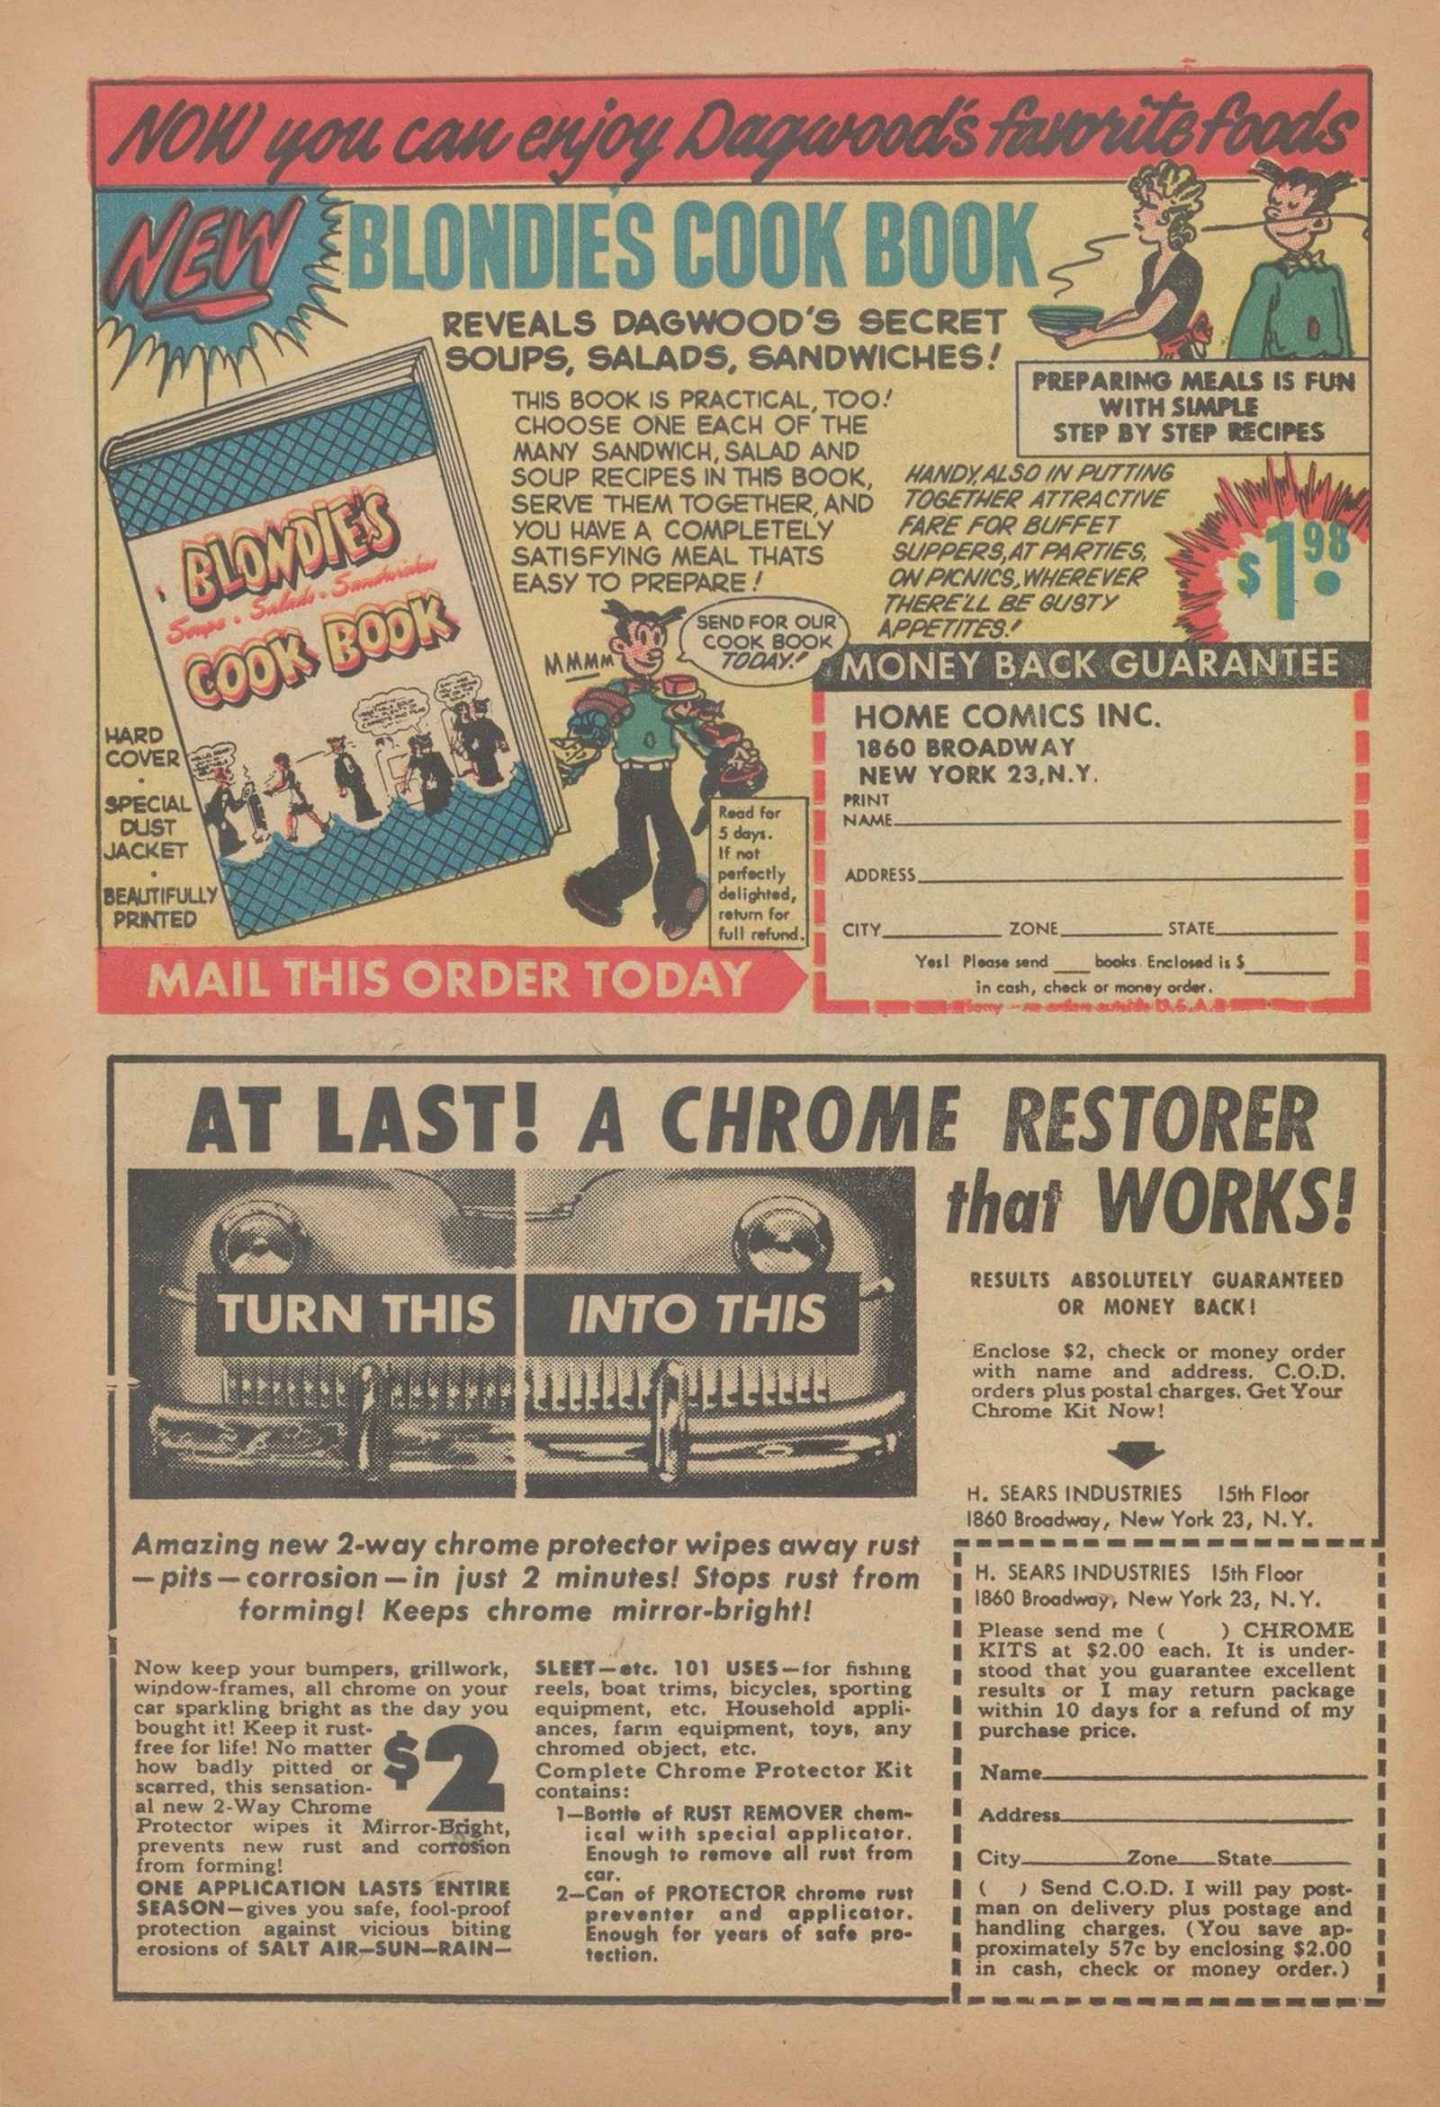 NOW you can enjoy Dagwood's favorite foods
NEW
BLONDIE'S COOK BOOK
REVEALS DAGWOOD'S SECRET
SOUPS, SALADS, SANDWICHES!
PREPARING MEALS IS FUN
WITH SIMPLE
STEP BY STEP RECIPES
THIS BOOK IS PRACTICAL, TOO!
CHOOSE ONE EACH OF THE
MANY SANDWICH, SALAD AND
SOUP RECIPES IN THIS BOOK,
SERVE THEM TOGETHER, AND
YOU HAVE A COMPLETELY
SATISFYING MEAL THATS
EASY TO PREPARE!
HANDY, ALSO IN PUTTING
TOGETHER ATTRACTIVE
FARE FOR BUFFET
SUPPERS, AT PARTIES,
ON PICNICS, WHEREVER
THERE'LL BE GUSTY
APPETITES!
$1.98
BLONDIE'S
Soups • Salads • Sandwiches
COOK BOOK
HARD
COVER
•
SPECIAL
DUST
JACKET
•
BEAUTIFULLY
PRINTED
MMMM
SEND FOR OUR
COOK BOOK
TODAY!
Read for
5 days.
If not
perfectly
delighted,
return for
full refund.
MONEY BACK GUARANTEE
HOME COMICS INC.
1860 BROADWAY
NEW YORK 23, N.Y.
PRINT
NAME
ADDRESS
CITY ZONE STATE
Yes! Please send books. Enclosed is $
in cash, check or money order.
Sorry — no orders outside U.S.A.
MAIL THIS ORDER TODAY
AT LAST! A CHROME RESTORER
that WORKS!
TURN THIS INTO THIS
RESULTS ABSOLUTELY GUARANTEED
OR MONEY BACK!
Enclose $2, check or money order
with name and address. C.O.D.
orders plus postal charges. Get Your
Chrome Kit Now!
H. SEARS INDUSTRIES 15th Floor
1860 Broadway, New York 23, N.Y.
Amazing new 2-way chrome protector wipes away rust
—pits—corrosion—in just 2 minutes! Stops rust from
forming! Keeps chrome mirror-bright!
Now keep your bumpers, grillwork,
window-frames, all chrome on your
car sparkling bright as the day you
bought it! Keep it rust-
free for life! No matter
how badly pitted or
scarred, this sensation-
al new 2-Way Chrome
Protector wipes it Mirror-Bright,
prevents new rust and corrosion
from forming!
$2
ONE APPLICATION LASTS ENTIRE
SEASON—gives you safe, fool-proof
protection against vicious biting
erosions of SALT AIR—SUN—RAIN—
SLEET—etc. 101 USES—for fishing
reels, boat trims, bicycles, sporting
equipment, etc. Household appli-
ances, farm equipment, toys, any
chromed object, etc.
Complete Chrome Protector Kit
contains:
1—Bottle of RUST REMOVER chem-
ical with special applicator.
Enough to remove all rust from
car.
2—Can of PROTECTOR chrome rust
preventer and applicator.
Enough for years of safe pro-
tection.
H. SEARS INDUSTRIES 15th Floor
1860 Broadway, New York 23, N.Y.
Please send me ( ) CHROME
KITS at $2.00 each. It is under-
stood that you guarantee excellent
results or I may return package
within 10 days for a refund of my
purchase price.
Name
Address
City Zone State
( ) Send C.O.D. I will pay post-
man on delivery plus postage and
handling charges. (You save ap-
proximately 57c by enclosing $2.00
in cash, check or money order.)